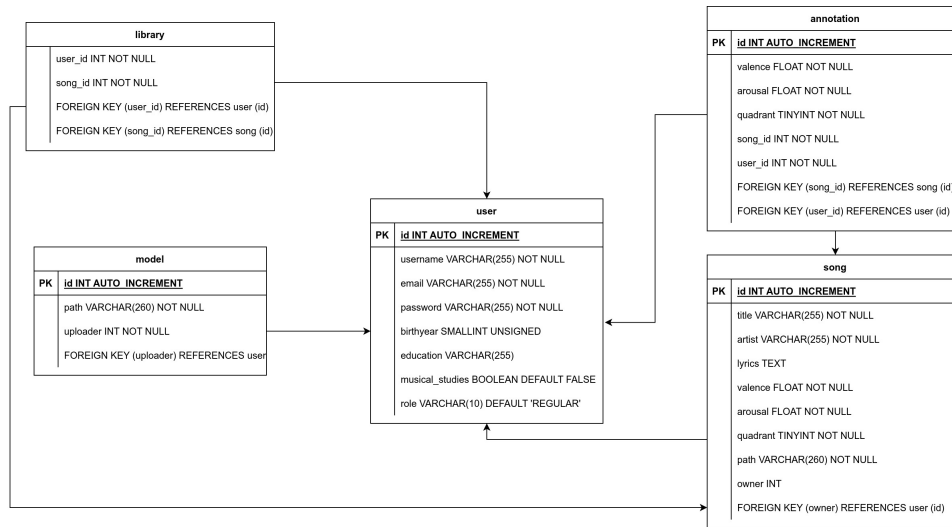 library
user_id INT NOT NULL
song_id INT NOT NULL
FOREIGN KEY (user_id) REFERENCES user (id)
FOREIGN KEY (song_id) REFERENCES song (id)
annotation
PK id INT AUTO_INCREMENT
valence FLOAT NOT NULL
arousal FLOAT NOT NULL
quadrant TINYINT NOT NULL
song_id INT NOT NULL
user_id INT NOT NULL
FOREIGN KEY (song_id) REFERENCES song (id)
FOREIGN KEY (user_id) REFERENCES user (id)
user
PK id INT AUTO_INCREMENT
username VARCHAR(255) NOT NULL
email VARCHAR(255) NOT NULL
password VARCHAR(255) NOT NULL
birthyear SMALLINT UNSIGNED
education VARCHAR(255)
musical_studies BOOLEAN DEFAULT FALSE
role VARCHAR(10) DEFAULT 'REGULAR'
model
PK id INT AUTO_INCREMENT
path VARCHAR(260) NOT NULL
uploader INT NOT NULL
FOREIGN KEY (uploader) REFERENCES user
song
PK id INT AUTO_INCREMENT
title VARCHAR(255) NOT NULL
artist VARCHAR(255) NOT NULL
lyrics TEXT
valence FLOAT NOT NULL
arousal FLOAT NOT NULL
quadrant TINYINT NOT NULL
path VARCHAR(260) NOT NULL
owner INT
FOREIGN KEY (owner) REFERENCES user (id)